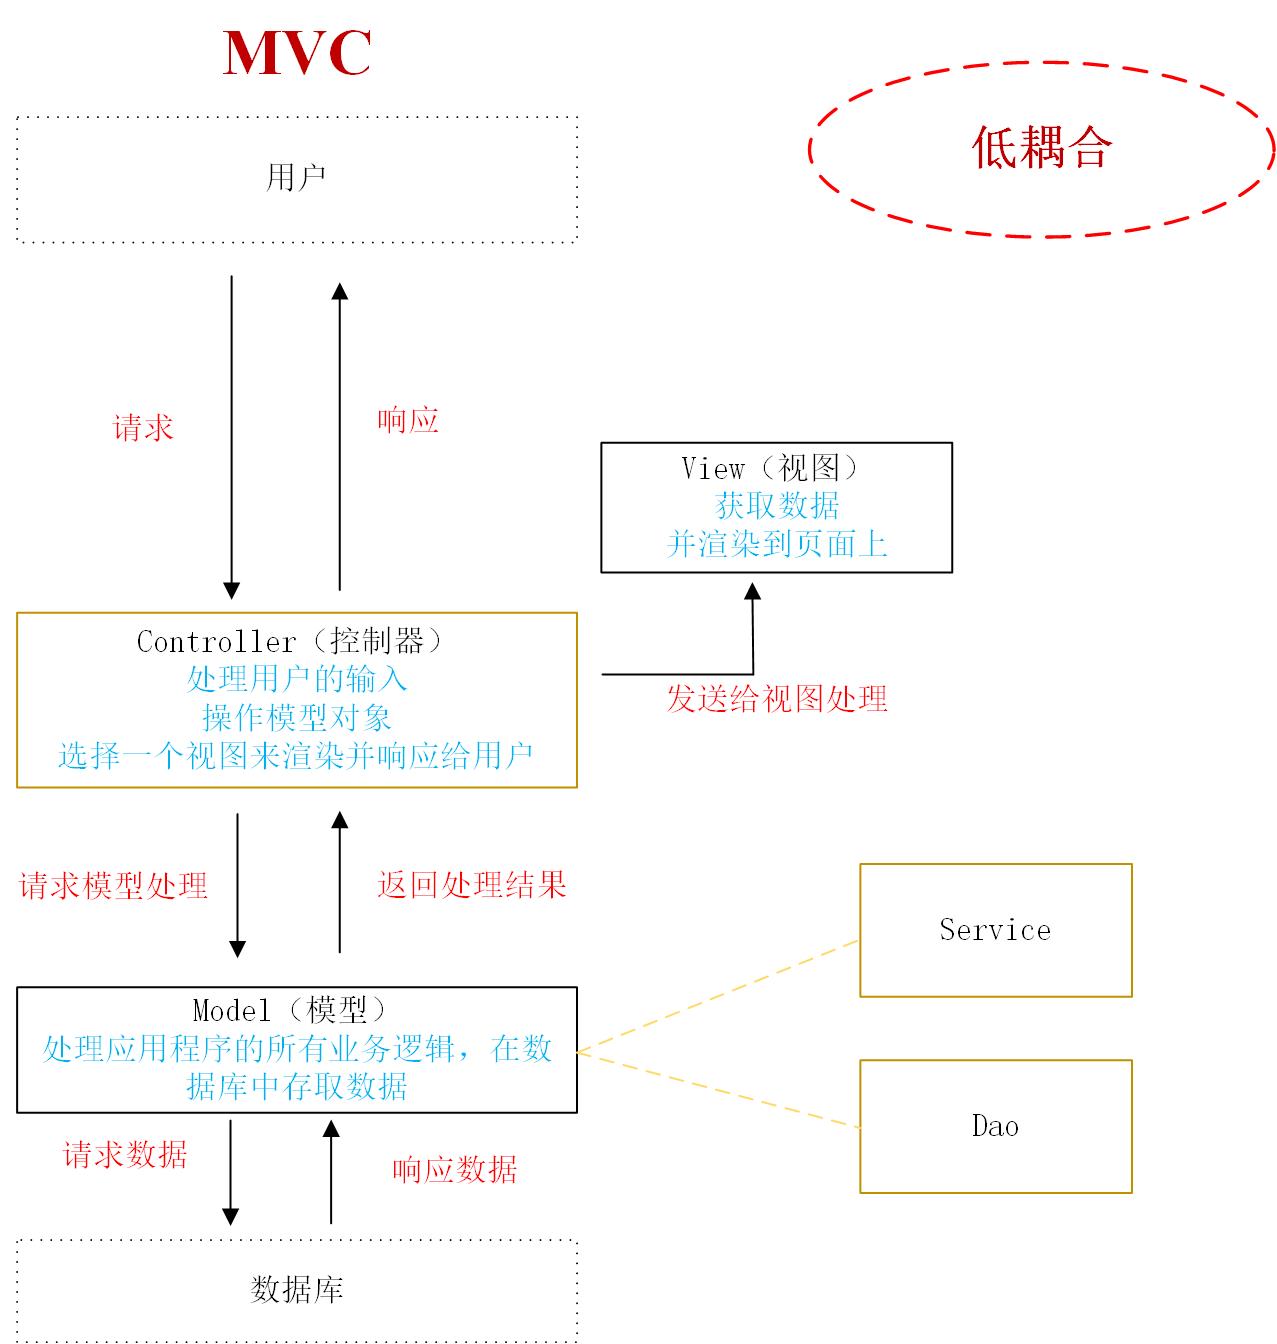 MVC
低耦合
用户
请求
响应
View（视图）
获取数据
并渲染到页面上
Controller（控制器）
处理用户的输入
操作模型对象
选择一个视图来渲染并响应给用户
发送给视图处理
请求模型处理
返回处理结果
Service
Model（模型）
处理应用程序的所有业务逻辑，在数
据库中存取数据
Dao
请求数据
响应数据
数据库